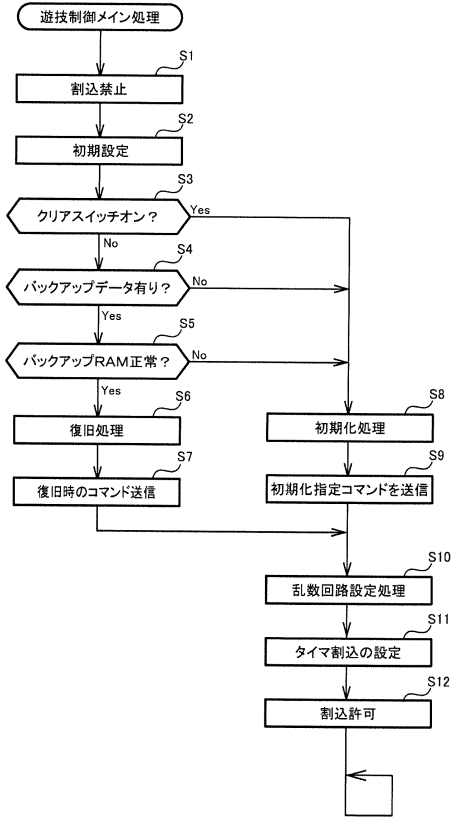 遊技制御メイン処理
S1
割込禁止
S2
初期設定
S3
クリアスイッチオン？
Yes
No
S4
バックアップデータ有り？
No
Yes
S5
バックアップRAM正常？
No
Yes
S6
復旧処理
S7
復旧時のコマンド送信
S8
初期化処理
S9
初期化指定コマンドを送信
S10
乱数回路設定処理
S11
タイマ割込の設定
S12
割込許可